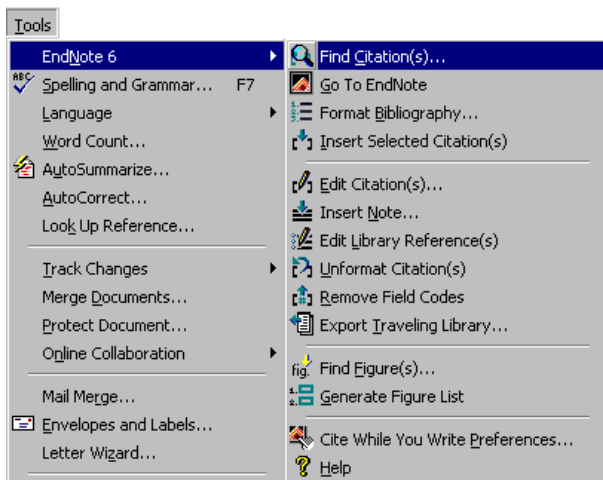 Tools
EndNote 6
Spelling and Grammar... F7
Language
Word Count...
AutoSummarize...
AutoCorrect...
Look Up Reference...
Track Changes
Merge Documents...
Protect Document...
Online Collaboration
Mail Merge...
Envelopes and Labels...
Letter Wizard...
Find Citation(s)...
Go To EndNote
Format Bibliography...
Insert Selected Citation(s)
Edit Citation(s)...
Insert Note...
Edit Library Reference(s)
Unformat Citation(s)
Remove Field Codes
Export Traveling Library...
fig. Find Figure(s)...
Generate Figure List
Cite While You Write Preferences...
Help